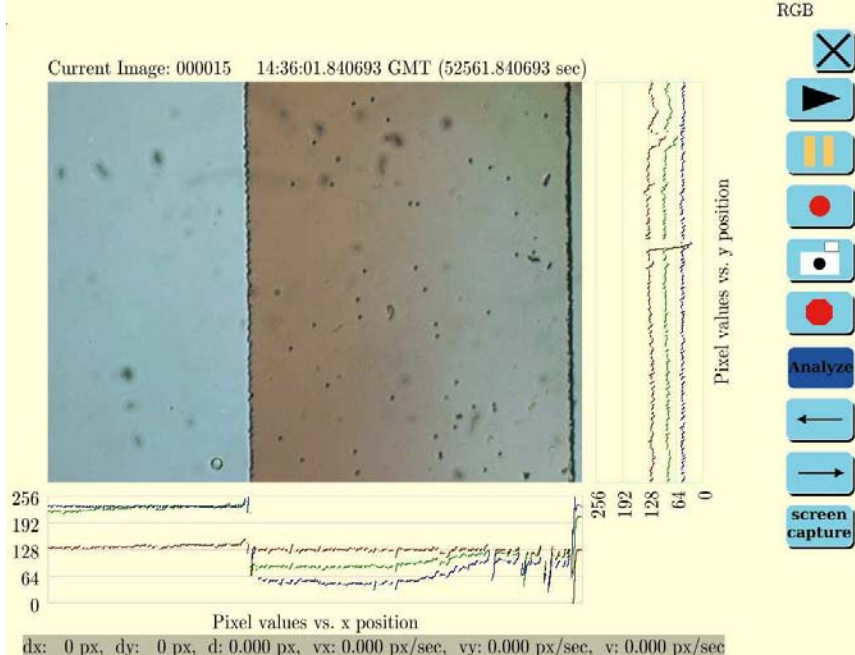 RGB
Current Image: 000015 14:36:01.840693 GMT (52561.840693 sec)
Pixel values vs. y position
Analyze
256 192 128 64 0
screen
capture
256
192
128
64
0
Pixel values vs. x position
dx: 0 px, dy: 0 px, d: 0.000 px, vx: 0.000 px/sec, vy: 0.000 px/sec, v: 0.000 px/sec